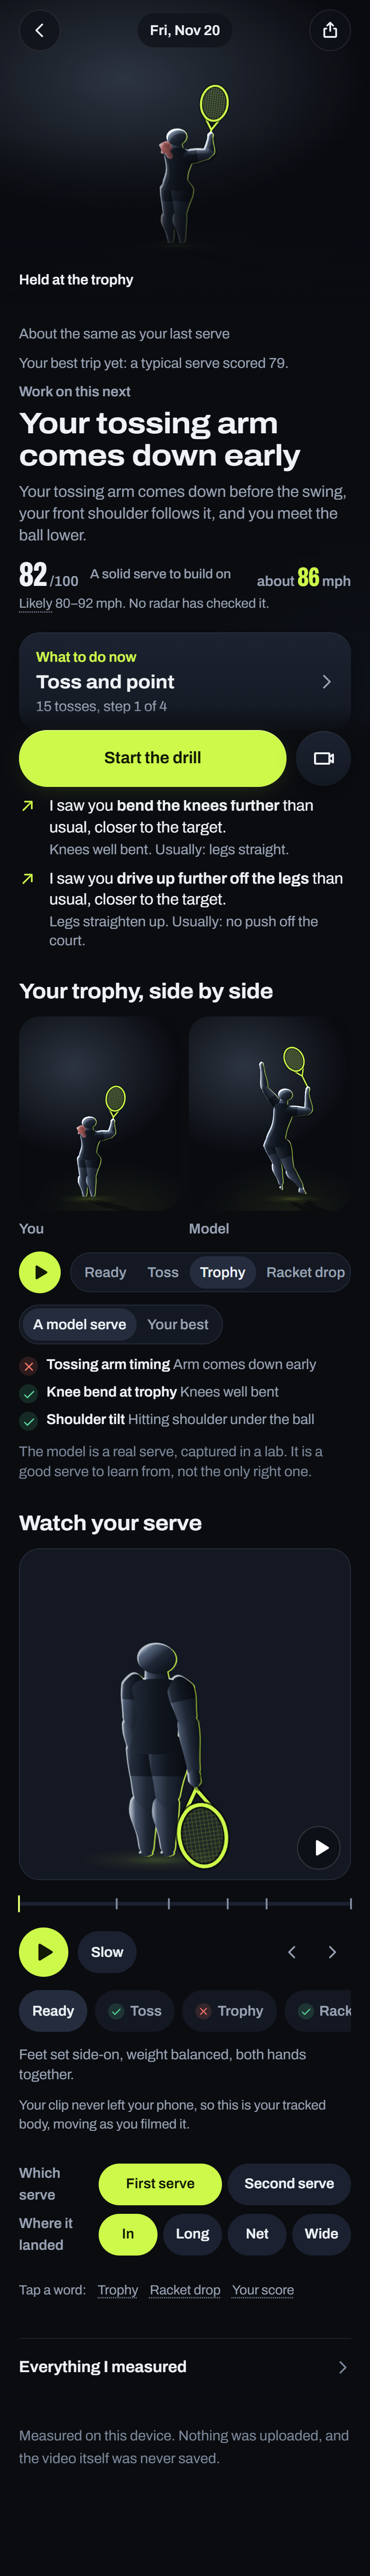 Fri, Nov 20
Held at the trophy
About the same as your last serve
Your best trip yet: a typical serve scored 79.
Work on this next
Your tossing arm
comes down early
Your tossing arm comes down before the swing,
your front shoulder follows it, and you meet the
ball lower.
82/100 A solid serve to build on about 86 mph
Likely 80–92 mph. No radar has checked it.
What to do now
Toss and point
15 tosses, step 1 of 4
Start the drill
I saw you bend the knees further than
usual, closer to the target.
Knees well bent. Usually: legs straight.
I saw you drive up further off the legs than
usual, closer to the target.
Legs straighten up. Usually: no push off the
court.
Your trophy, side by side
You Model
Ready Toss Trophy Racket drop
A model serve Your best
Tossing arm timing Arm comes down early
Knee bend at trophy Knees well bent
Shoulder tilt Hitting shoulder under the ball
The model is a real serve, captured in a lab. It is a
good serve to learn from, not the only right one.
Watch your serve
Slow
Ready Toss Trophy Rack
Feet set side-on, weight balanced, both hands
together.
Your clip never left your phone, so this is your tracked
body, moving as you filmed it.
Which
serve
First serve Second serve
Where it
landed
In Long Net Wide
Tap a word: Trophy Racket drop Your score
Everything I measured
Measured on this device. Nothing was uploaded, and
the video itself was never saved.